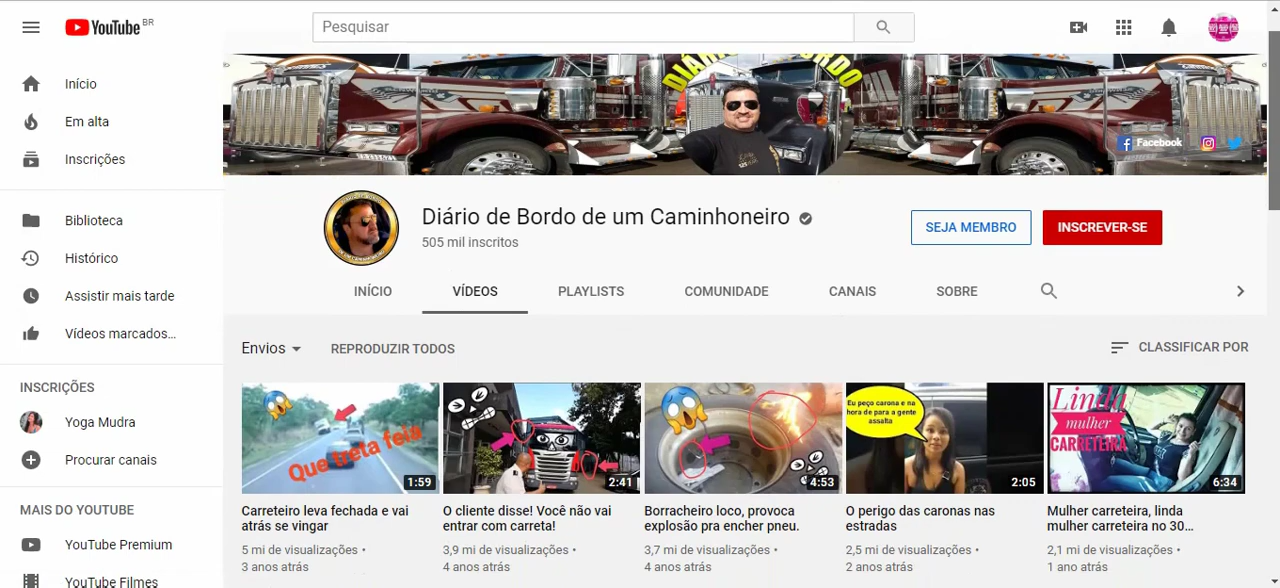 YouTube BR
Pesquisar
DIÁRIO BORDO
Facebook
Início
Em alta
Inscrições
Biblioteca
Histórico
Assistir mais tarde
Vídeos marcados...
INSCRIÇÕES
Yoga Mudra
Procurar canais
MAIS DO YOUTUBE
YouTube Premium
YouTube Filmes
Diário de Bordo de um Caminhoneiro
505 mil inscritos
SEJA MEMBRO
INSCREVER-SE
INÍCIO
VÍDEOS
PLAYLISTS
COMUNIDADE
CANAIS
SOBRE
Envios
REPRODUZIR TODOS
CLASSIFICAR POR
Que treta feia
1:59
Carreteiro leva fechada e vai
atrás se vingar
5 mi de visualizações •
3 anos atrás
2:41
O cliente disse! Você não vai
entrar com carreta!
3,9 mi de visualizações •
4 anos atrás
4:53
Borracheiro loco, provoca
explosão pra encher pneu.
3,7 mi de visualizações •
4 anos atrás
Eu peço carona e na
hora de para a gente
assalta
2:05
O perigo das caronas nas
estradas
2,5 mi de visualizações •
2 anos atrás
Linda
mulher
CARRETEIRA
6:34
Mulher carreteira, linda
mulher carreteira no 30...
2,1 mi de visualizações •
1 ano atrás